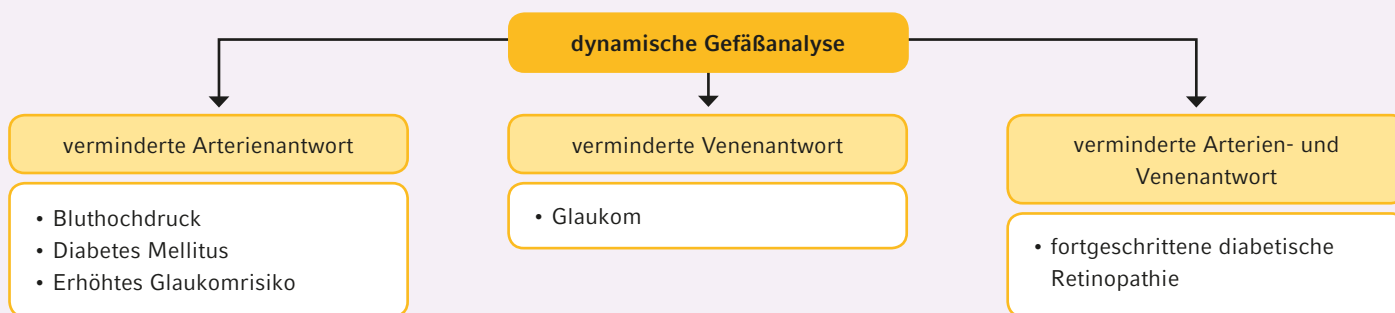 dynamische Gefäßanalyse
verminderte Arterienantwort
• Bluthochdruck
• Diabetes Mellitus
• Erhöhtes Glaukomrisiko
verminderte Venenantwort
• Glaukom
verminderte Arterien- und
Venenantwort
• fortgeschrittene diabetische
Retinopathie